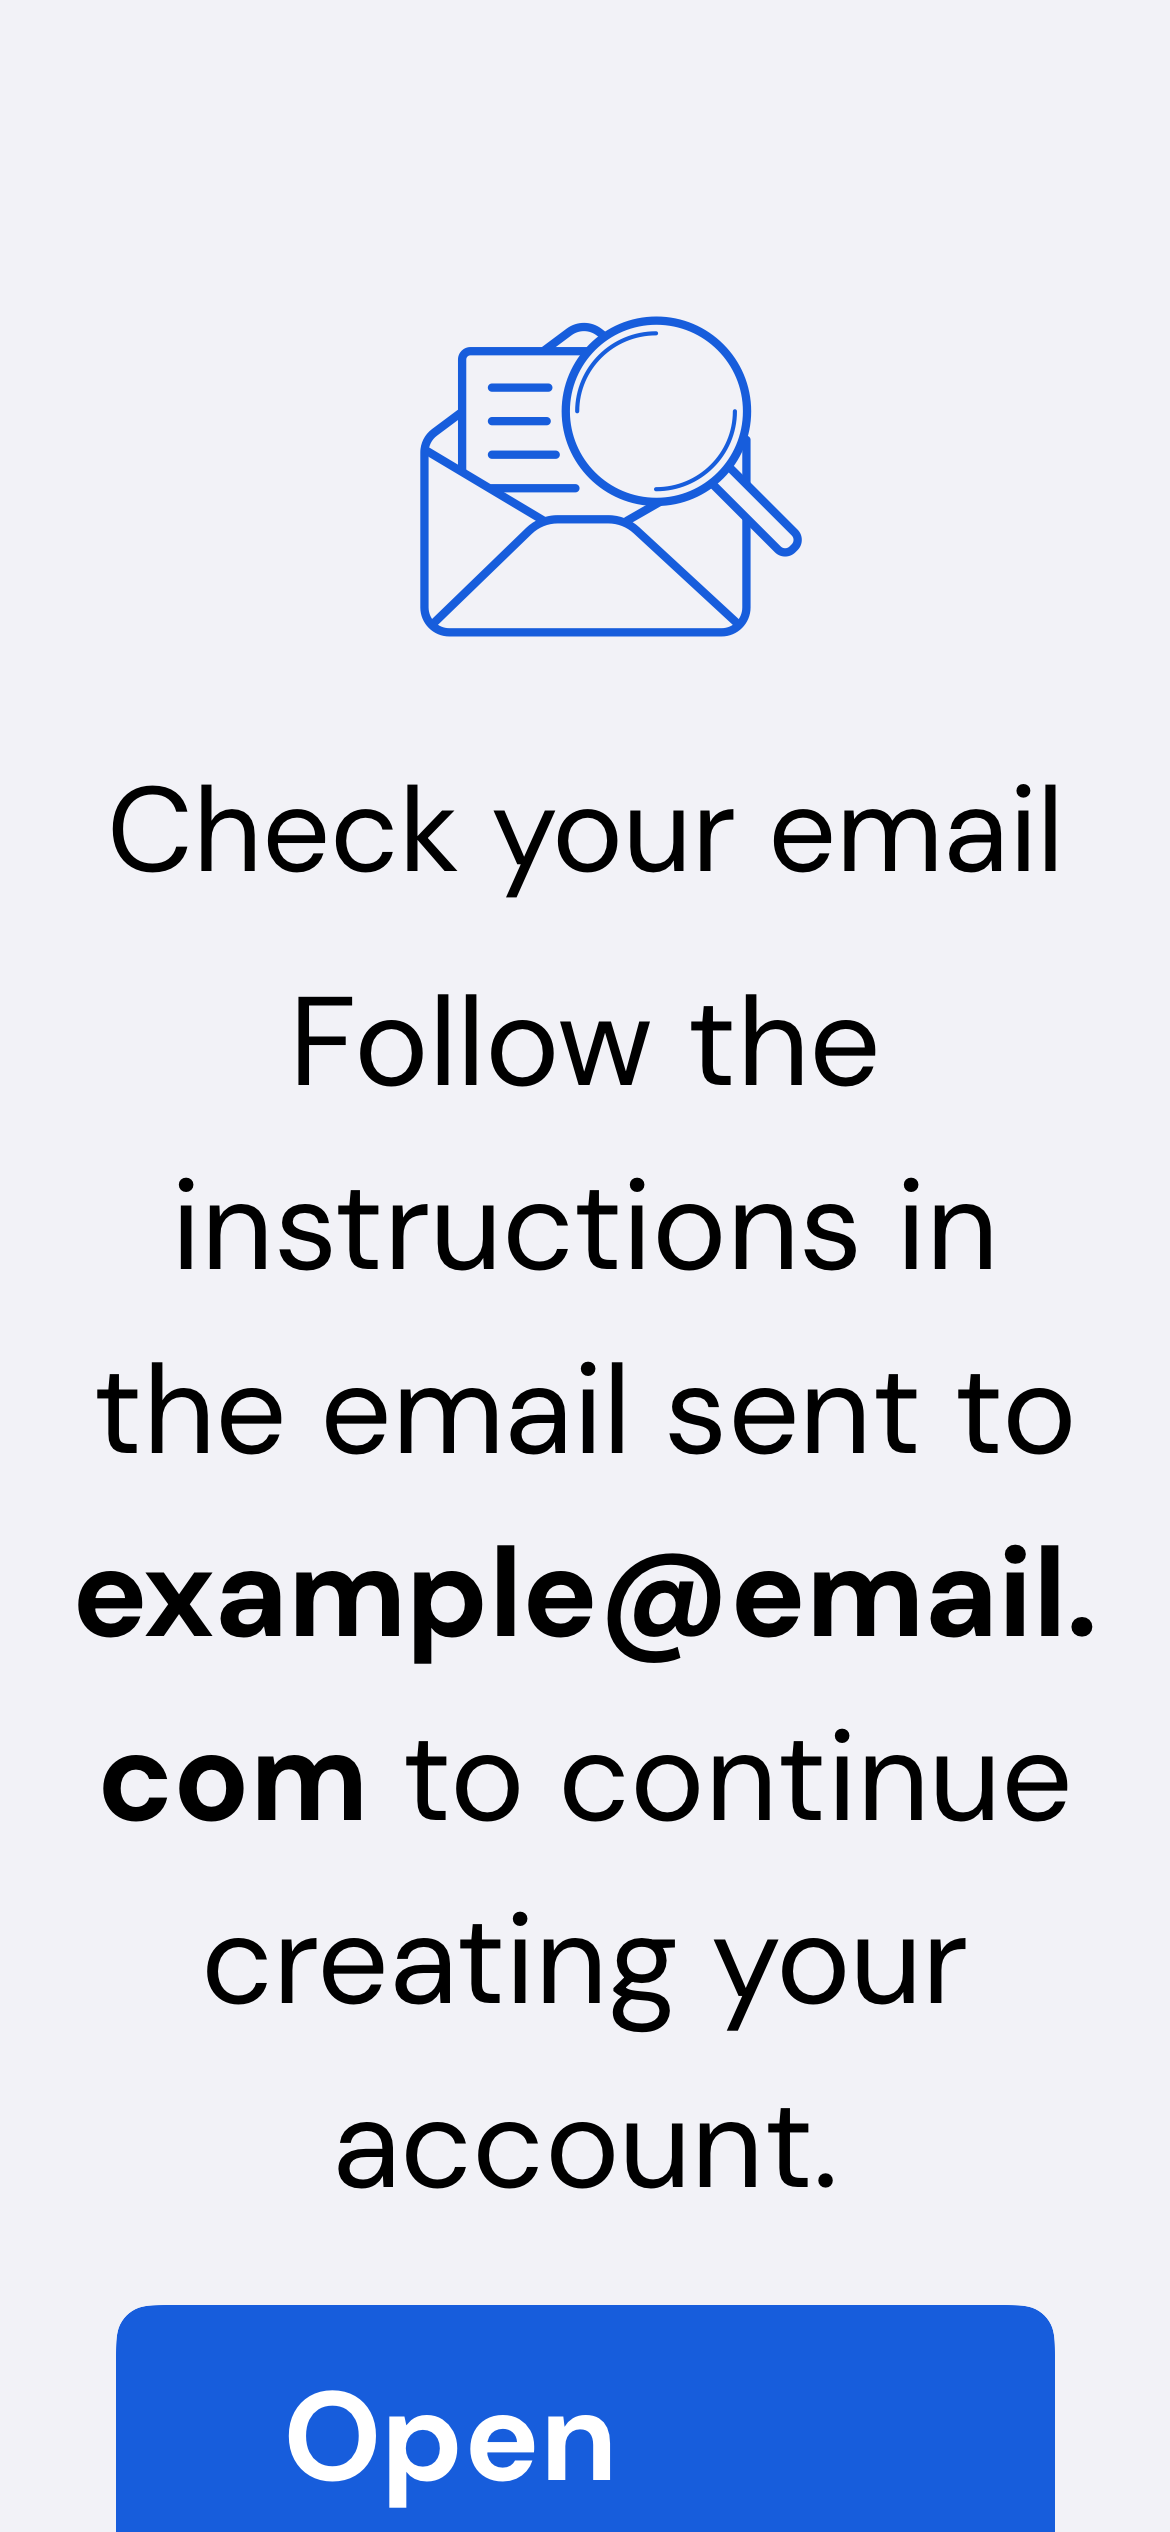 Check your email
Follow the
instructions in
the email sent to
example@email.
com to continue
creating your
account.
Open